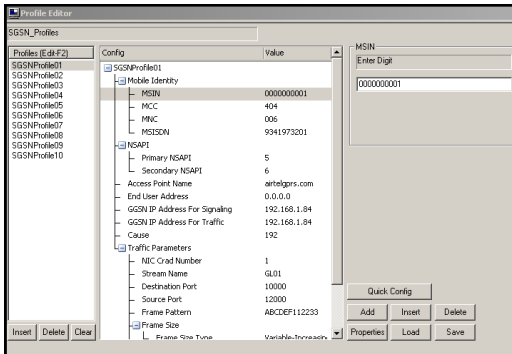 Profile Editor
SGSN_Profiles
Profiles (Edit-F2)
SGSNProfile01
SGSNProfile02
SGSNProfile03
SGSNProfile04
SGSNProfile05
SGSNProfile06
SGSNProfile07
SGSNProfile08
SGSNProfile09
SGSNProfile10
Insert Delete Clear
Config Value
SGSNProfile01
Mobile Identity
MSIN 0000000001
MCC 404
MNC 006
MSISDN 9341973201
NSAPI
Primary NSAPI 5
Secondary NSAPI 6
Access Point Name airtelgprs.com
End User Address 0.0.0.0
GGSN IP Address For Signaling 192.168.1.84
GGSN IP Address For Traffic 192.168.1.84
Cause 192
Traffic Parameters
NIC Crad Number 1
Stream Name GL01
Destination Port 10000
Source Port 12000
Frame Pattern ABCDEF112233
Frame Size
Frame Size Type Variable-Increasin
MSIN
Enter Digit
0000000001
Quick Config
Add Insert Delete
Properties Load Save